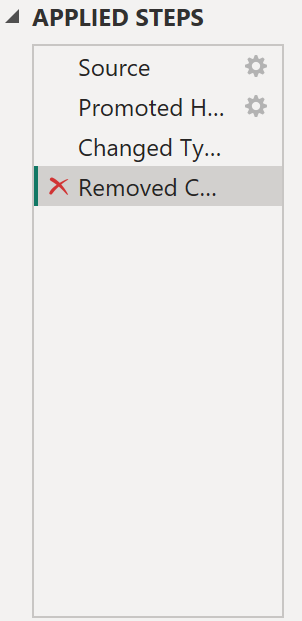 APPLIED STEPS
Source
Promoted H...
Changed Ty...
Removed C...